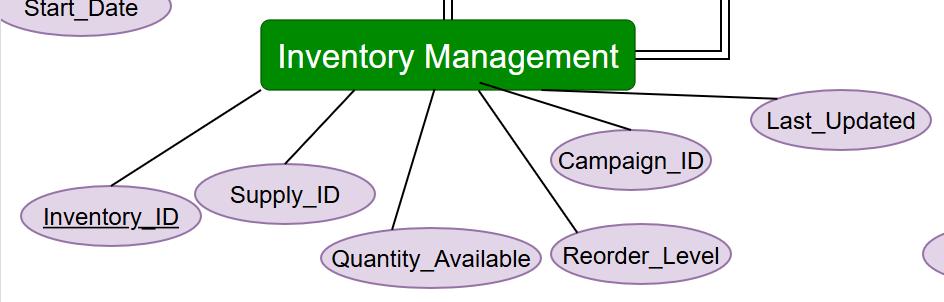 Start_Date
Inventory Management
Last_Updated
Campaign_ID
Supply_ID
Inventory_ID
Quantity_Available
Reorder_Level